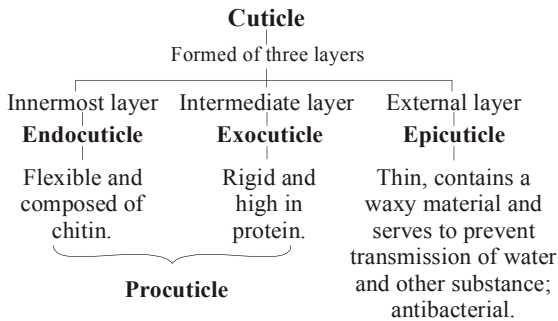 Cuticle
Formed of three layers
Innermost layer
Endocuticle
Flexible and
composed of
chitin.
Intermediate layer
Exocuticle
Rigid and
high in
protein.
Procuticle
External layer
Epicuticle
Thin, contains a
waxy material and
serves to prevent
transmission of water
and other substance;
antibacterial.